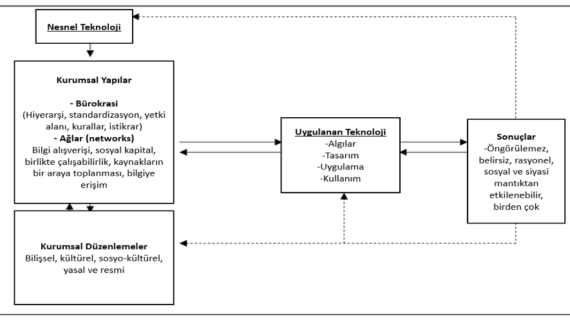 Nesnel Teknoloji
Kurumsal Yapılar
- Bürokrasi
(Hiyerarşi, standardizasyon, yetki
alanı, kurallar, istikrar)
- Ağlar (networks)
Bilgi alışverişi, sosyal kapital,
birlikte çalışabilirlik, kaynakların
bir araya toplanması, bilgiye
erişim
Kurumsal Düzenlemeler
Bilişsel, kültürel, sosyo-kültürel,
yasal ve resmi
Uygulanan Teknoloji
-Algılar
-Tasarım
-Uygulama
-Kullanım
Sonuçlar
-Öngörülemez,
belirsiz, rasyonel,
sosyal ve siyasi
mantıktan
etkilenebilir,
birden çok